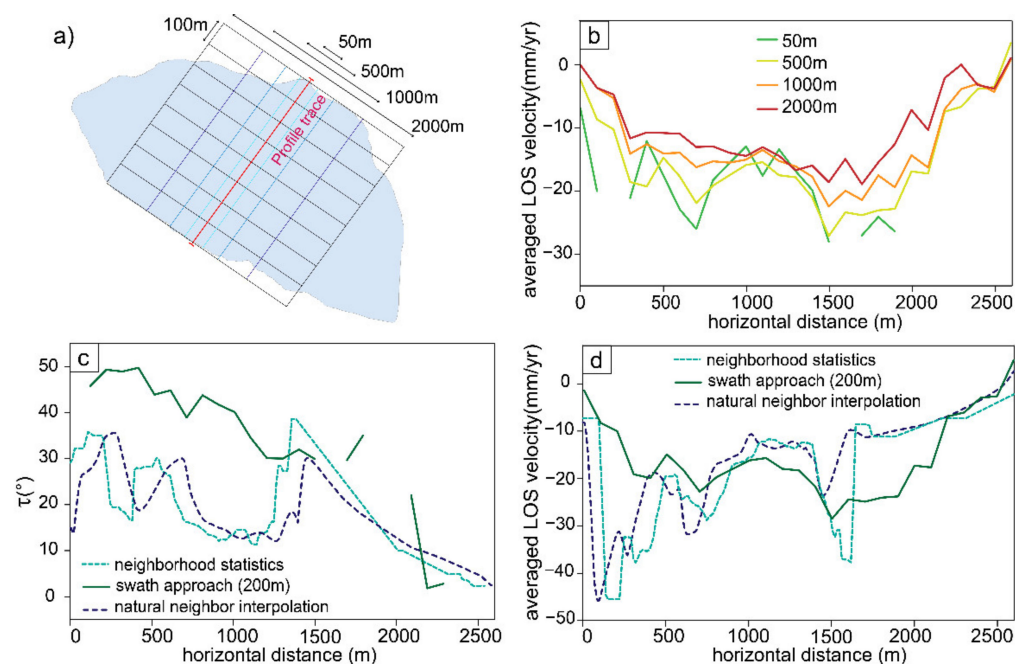 a)
100m
50m
500m
1000m
2000m
Profile trace
b
averaged LOS velocity(mm/yr)
0
−10
−20
−30
50m
500m
1000m
2000m
0
500
1000
1500
2000
2500
horizontal distance (m)
c
τ(°)
50
40
30
20
10
0
neighborhood statistics
swath approach (200m)
natural neighbor interpolation
0
500
1000
1500
2000
2500
horizontal distance (m)
d
averaged LOS velocity(mm/yr)
0
−10
−20
−30
−40
−50
neighborhood statistics
swath approach (200m)
natural neighbor interpolation
0
500
1000
1500
2000
2500
horizontal distance (m)